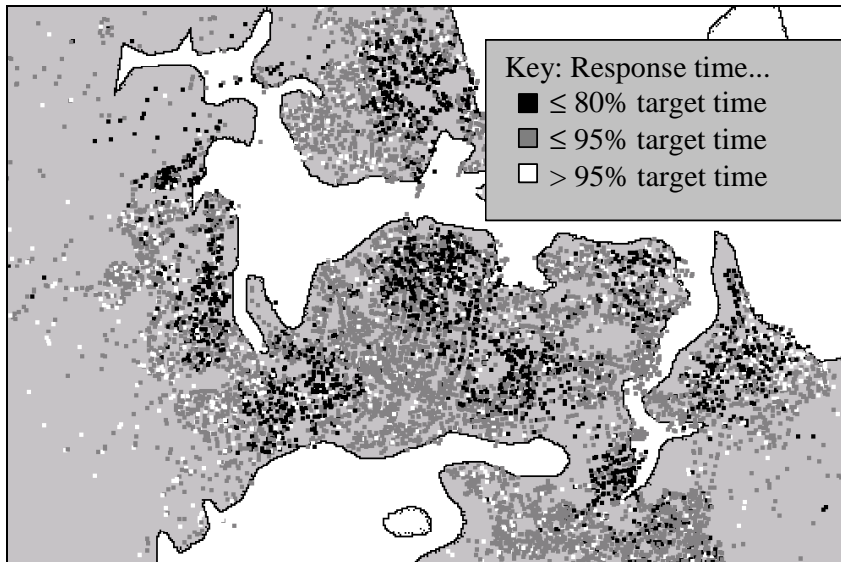 Key: Response time...
≤ 80% target time
≤ 95% target time
> 95% target time